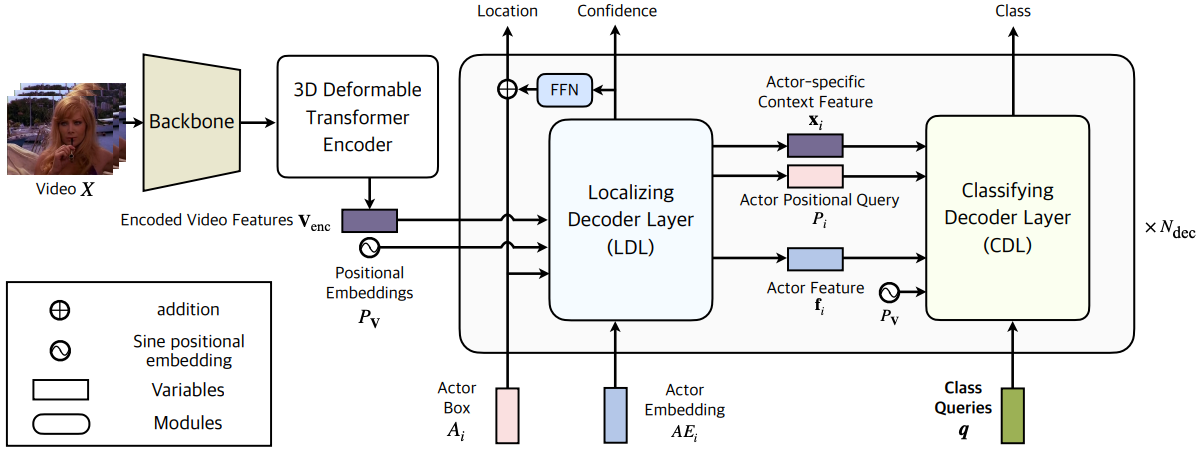 Location
Confidence
Class
FFN
3D Deformable
Transformer
Encoder
Backbone
Video X
Encoded Video Features V_enc
Positional
Embeddings
P_V
Localizing
Decoder Layer
(LDL)
Actor-specific
Context Feature
x_i
Actor Positional Query
P_i
Actor Feature
f_i
P_V
Classifying
Decoder Layer
(CDL)
× N_dec
addition
Sine positional
embedding
Variables
Modules
Actor
Box
A_i
Actor
Embedding
AE_i
Class
Queries
q